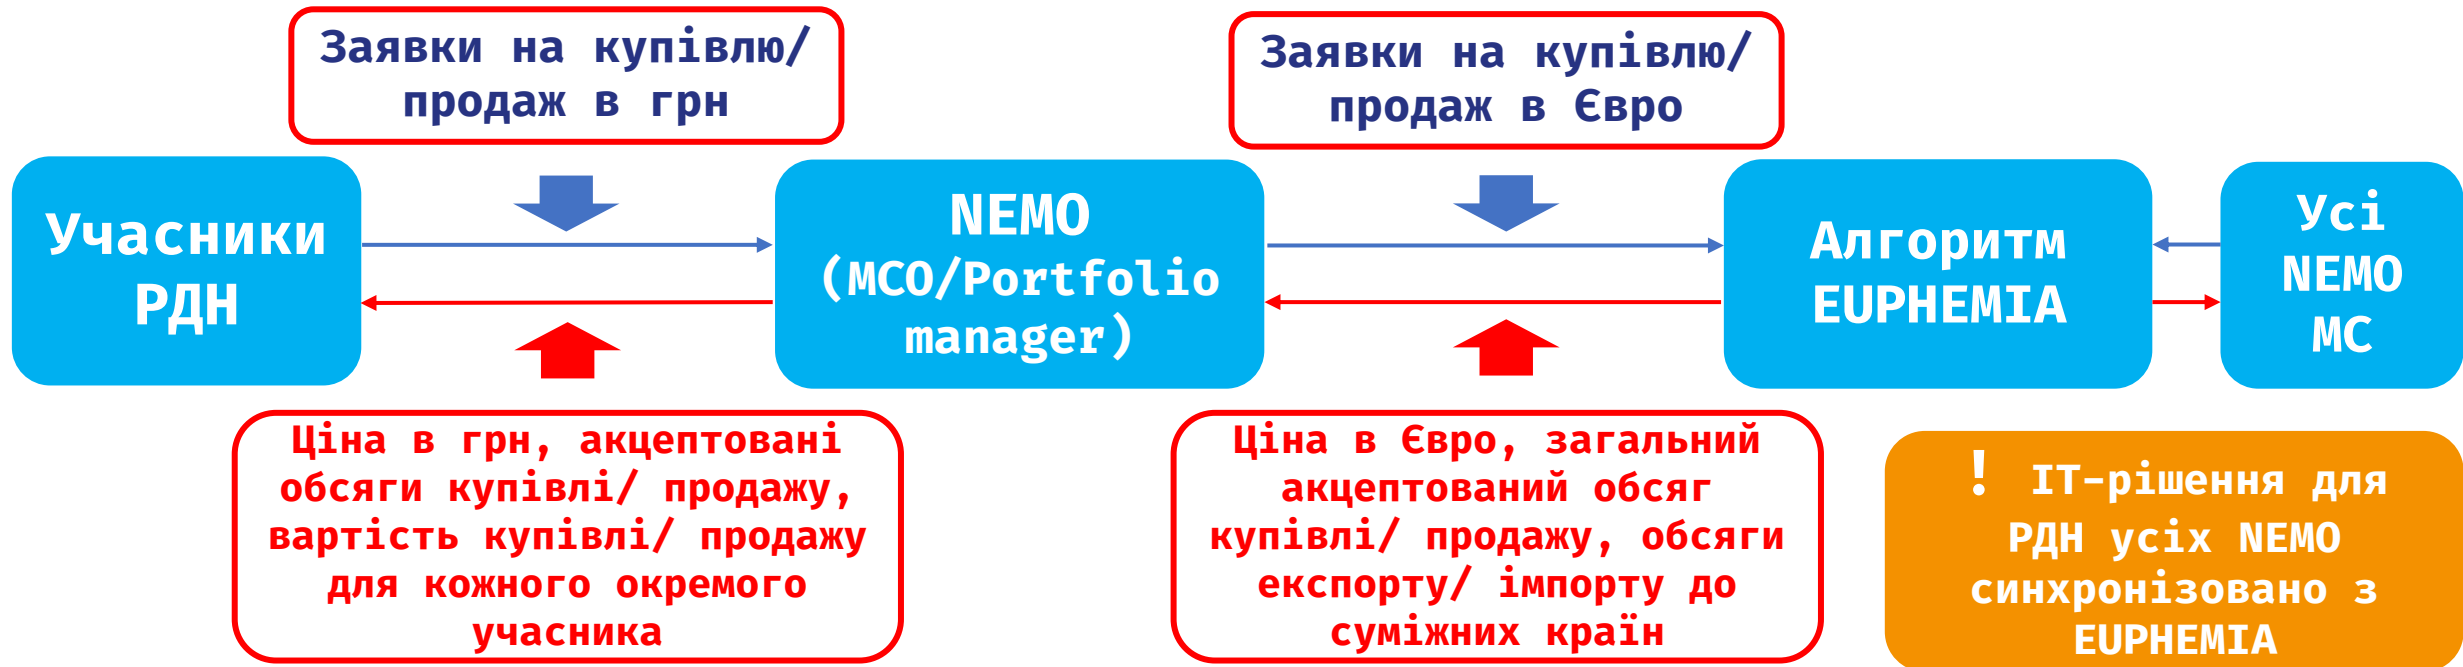 Заявки на купівлю/
продаж в грн
Заявки на купівлю/
продаж в Євро
Учасники
РДН
NEMO
(MCO/Portfolio
manager)
Алгоритм
EUPHEMIA
Усі
NEMO
MC
Ціна в грн, акцептовані
обсяги купівлі/ продажу,
вартість купівлі/ продажу
для кожного окремого
учасника
Ціна в Євро, загальний
акцептований обсяг
купівлі/ продажу, обсяги
експорту/ імпорту до
суміжних країн
! ІТ-рішення для
РДН усіх NEMO
синхронізовано з
EUPHEMIA